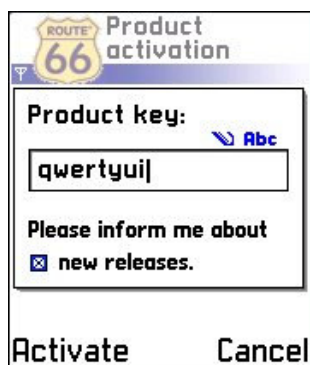 ROUTE
66
Product
activation
Product key:
Abc
qwertyui
Please inform me about
new releases.
Activate Cancel